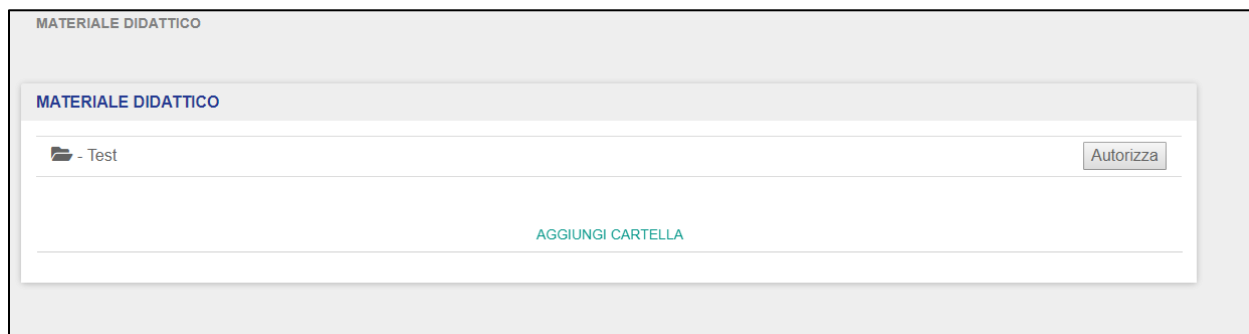 MATERIALE DIDATTICO
MATERIALE DIDATTICO
- Test
Autorizza
AGGIUNGI CARTELLA